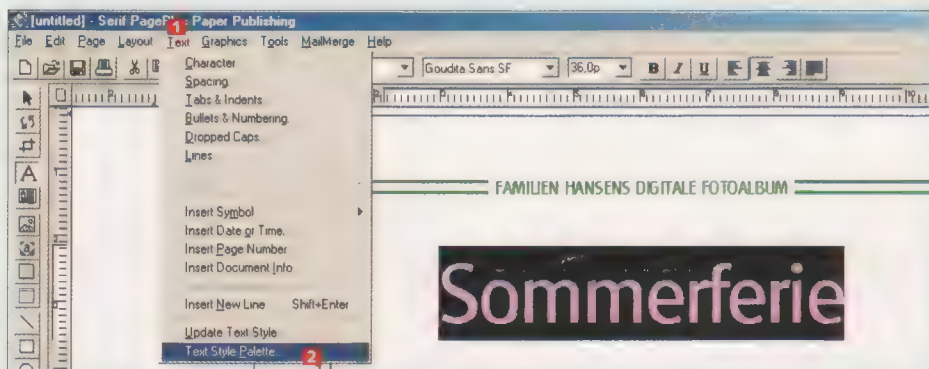 [untitled] - Serif PagePlus Paper Publishing
1
File Edit Page Layout Text Graphics Tools MailMerge Help
Goudita Sans SF 36.0p B I U
Character
Spacing
Tabs & Indents
Bullets & Numbering
Dropped Caps
Lines
FAMILIEN HANSENS DIGITALE FOTOALBUM
Insert Symbol
Insert Date or Time.
Insert Page Number
Insert Document Info
Sommerferie
Insert New Line Shift+Enter
Update Text Style
Text Style Palette...
2
A